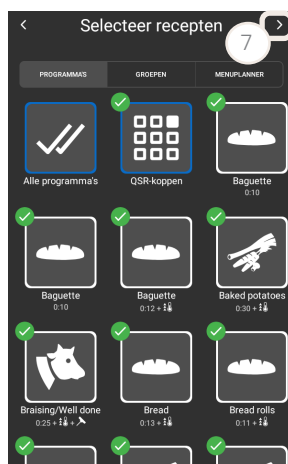 Selecteer recepten
7
PROGRAMMA'S GROEPEN MENUPLANNER
Alle programma's QSR-koppen Baguette
0:10
Baguette Baguette Baked potatoes
0:10 0:12 + 0:30 +
Braising/Well done Bread Bread rolls
0:25 + + 0:13 + 0:11 +